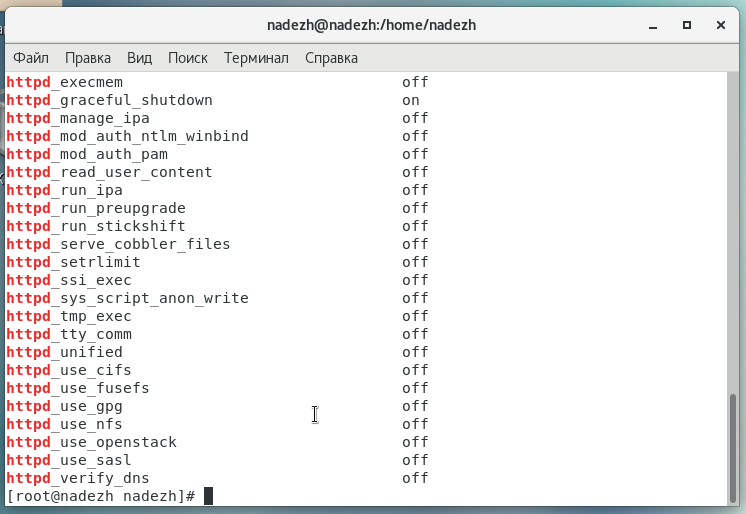 nadezh@nadezh:/home/nadezh
Файл Правка Вид Поиск Терминал Справка
httpd_execmem off
httpd_graceful_shutdown on
httpd_manage_ipa off
httpd_mod_auth_ntlm_winbind off
httpd_mod_auth_pam off
httpd_read_user_content off
httpd_run_ipa off
httpd_run_preupgrade off
httpd_run_stickshift off
httpd_serve_cobbler_files off
httpd_setrlimit off
httpd_ssi_exec off
httpd_sys_script_anon_write off
httpd_tmp_exec off
httpd_tty_comm off
httpd_unified off
httpd_use_cifs off
httpd_use_fusefs off
httpd_use_gpg off
httpd_use_nfs off
httpd_use_openstack off
httpd_use_sasl off
httpd_verify_dns off
[root@nadezh nadezh]#